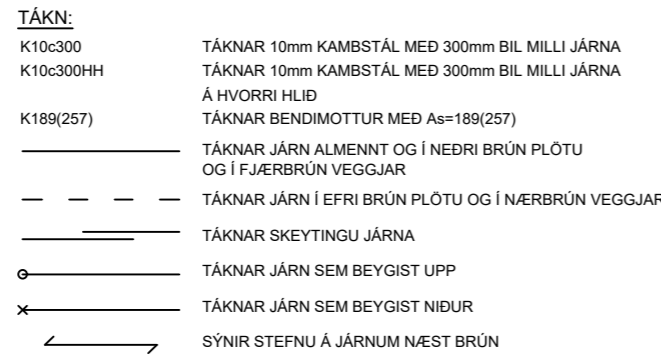 TÁKN:
K10c300 TÁKNAR 10mm KAMBSTÁL MEÐ 300mm BIL MILLI JÁRNA
K10c300HH TÁKNAR 10mm KAMBSTÁL MEÐ 300mm BIL MILLI JÁRNA
Á HVORRI HLIÐ
K189(257) TÁKNAR BENDIMOTTUR MEÐ As=189(257)
TÁKNAR JÁRN ALMENNT OG Í NEÐRI BRÚN PLÖTU
OG Í FJÆRBRÚN VEGGJAR
TÁKNAR JÁRN Í EFRI BRÚN PLÖTU OG Í NÆRBRÚN VEGGJAR
TÁKNAR SKEYTINGU JÁRNA
TÁKNAR JÁRN SEM BEYGIST UPP
TÁKNAR JÁRN SEM BEYGIST NIÐUR
SÝNIR STEFNU Á JÁRNUM NÆST BRÚN